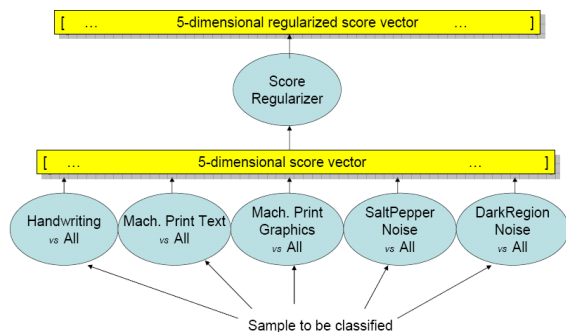 [ ... 5-dimensional regularized score vector ... ]
Score
Regularizer
[ ... 5-dimensional score vector ... ]
Handwriting
vs All
Mach. Print Text
vs All
Mach. Print
Graphics
vs All
SaltPepper
Noise
vs All
DarkRegion
Noise
vs All
Sample to be classified